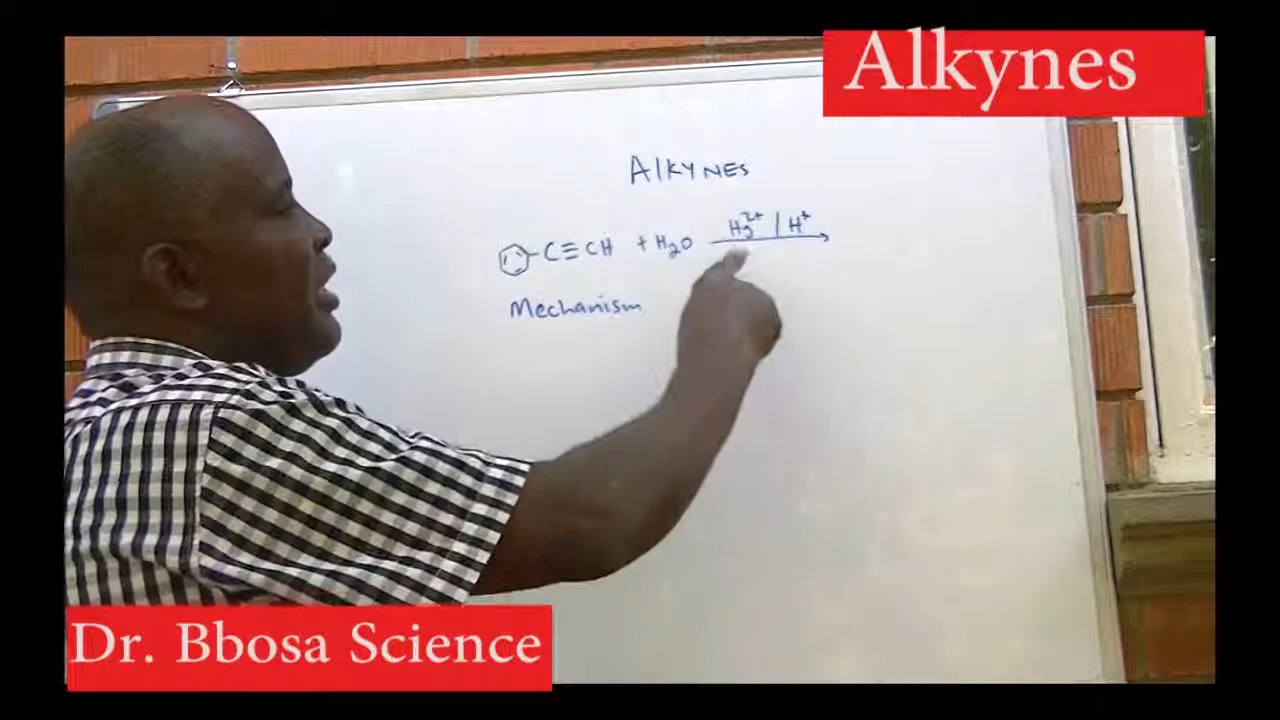 Alkynes
AlKYNES
C≡CH + H₂O Hg²⁺ / H⁺ →
Mechanism
Dr. Bbosa Science